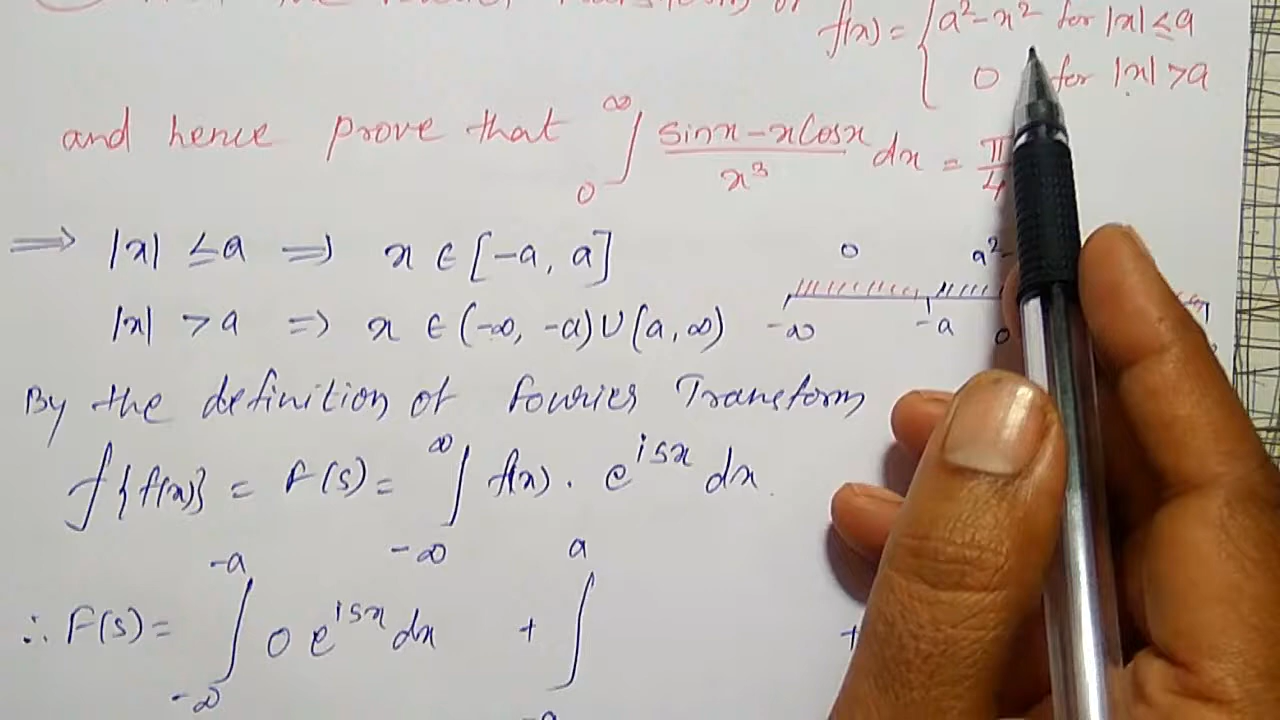 f(x) = { a² - x² for |x| ≤ a
0 for |x| > a
and hence prove that ∫₀^∞ (sinx - xCosx)/x³ dx = π/4
⇒ |x| ≤ a ⇒ x ∈ [-a, a]
0 a²-
|x| > a ⇒ x ∈ (-∞, -a) ∪ (a, ∞)
-∞ -a 0
By the definition of Fourier Transform
f{f(x)} = F(s) = ∫_{-∞}^{∞} f(x) · e^{isx} dx.
∴ F(s) = ∫_{-∞}^{-a} 0 e^{isx} dx + ∫_{-a}^{a} +